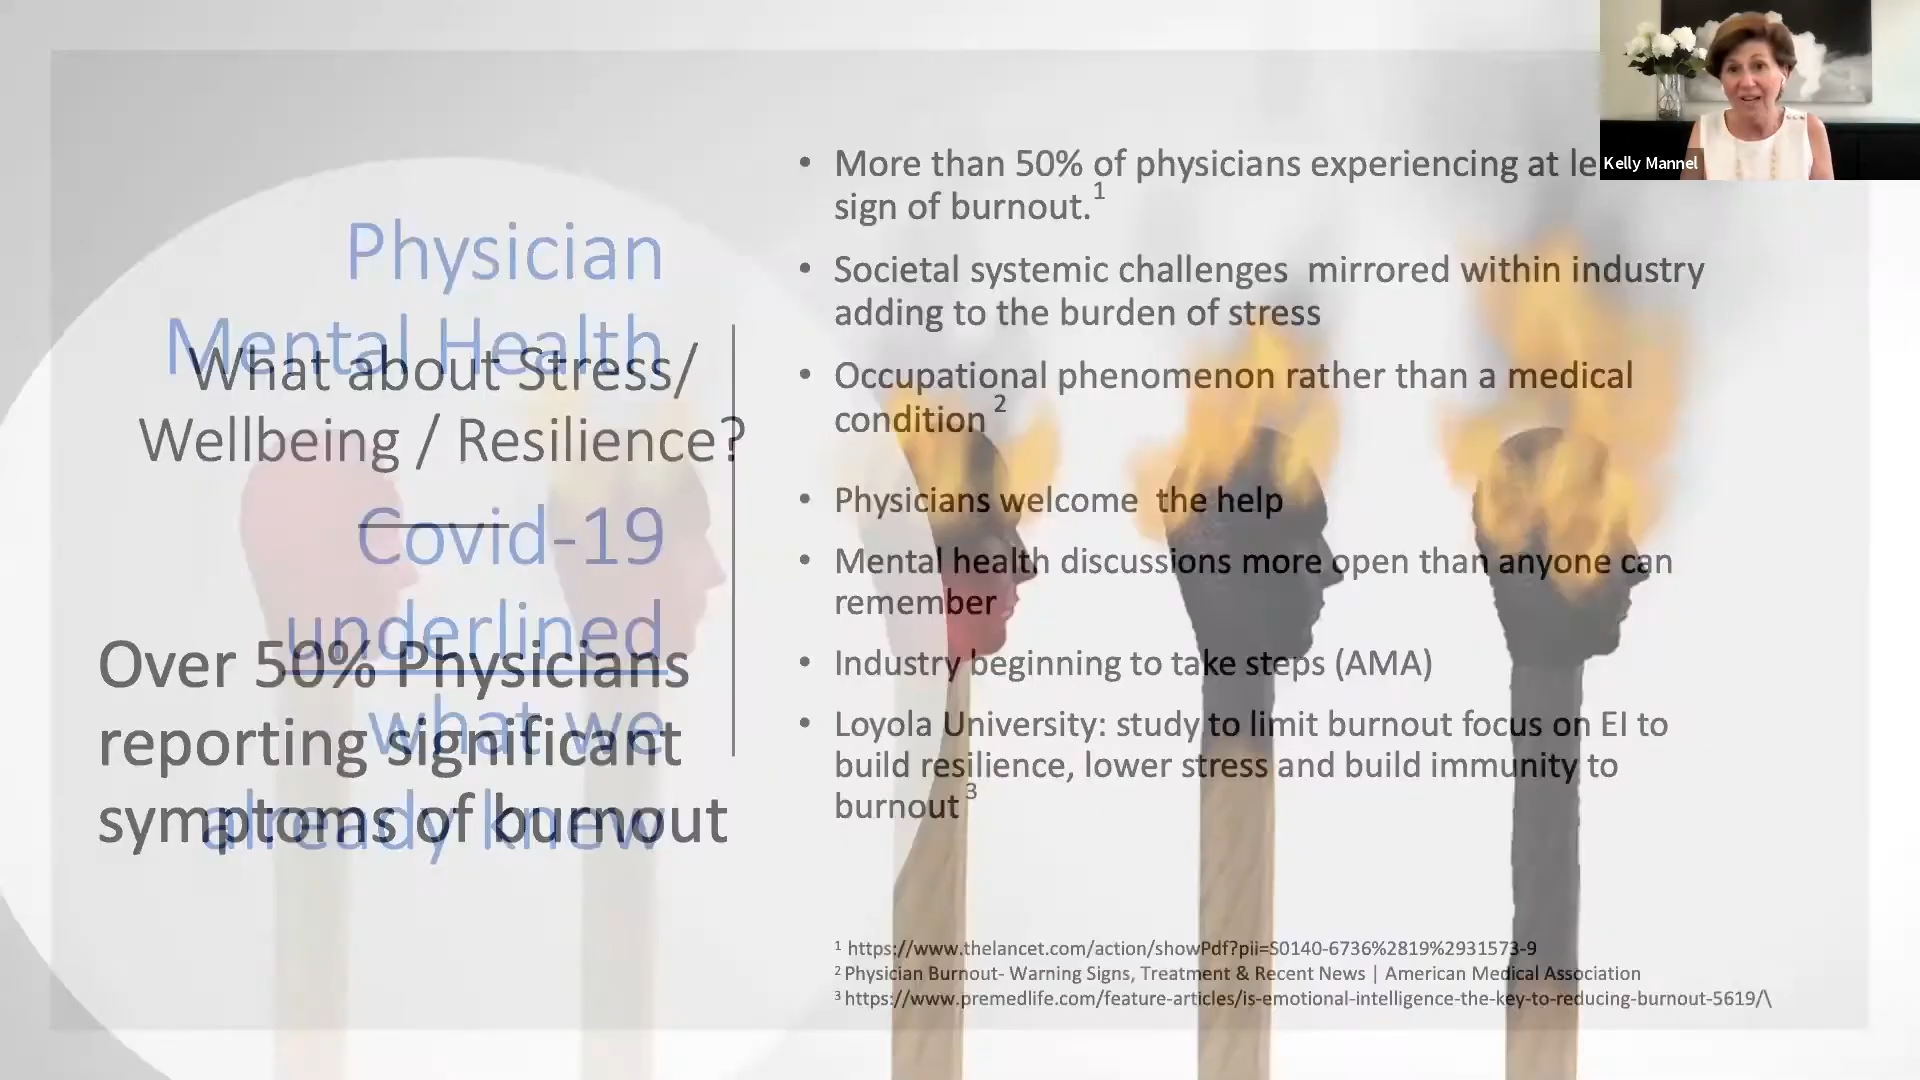 Physician
Mental Health
What about Stress/
Wellbeing / Resilience?
Covid-19
underlined
what we
already knew
Over 50% Physicians
reporting significant
symptoms of burnout
• More than 50% of physicians experiencing at le
sign of burnout.1
• Societal systemic challenges mirrored within industry
adding to the burden of stress
• Occupational phenomenon rather than a medical
condition 2
• Physicians welcome the help
• Mental health discussions more open than anyone can
remember
• Industry beginning to take steps (AMA)
• Loyola University: study to limit burnout focus on EI to
build resilience, lower stress and build immunity to
burnout 3
1 https://www.thelancet.com/action/showPdf?pii=S0140-6736%2819%2931573-9
2 Physician Burnout- Warning Signs, Treatment & Recent News | American Medical Association
3 https://www.premedlife.com/feature-articles/is-emotional-intelligence-the-key-to-reducing-burnout-5619/\
Kelly Mannel